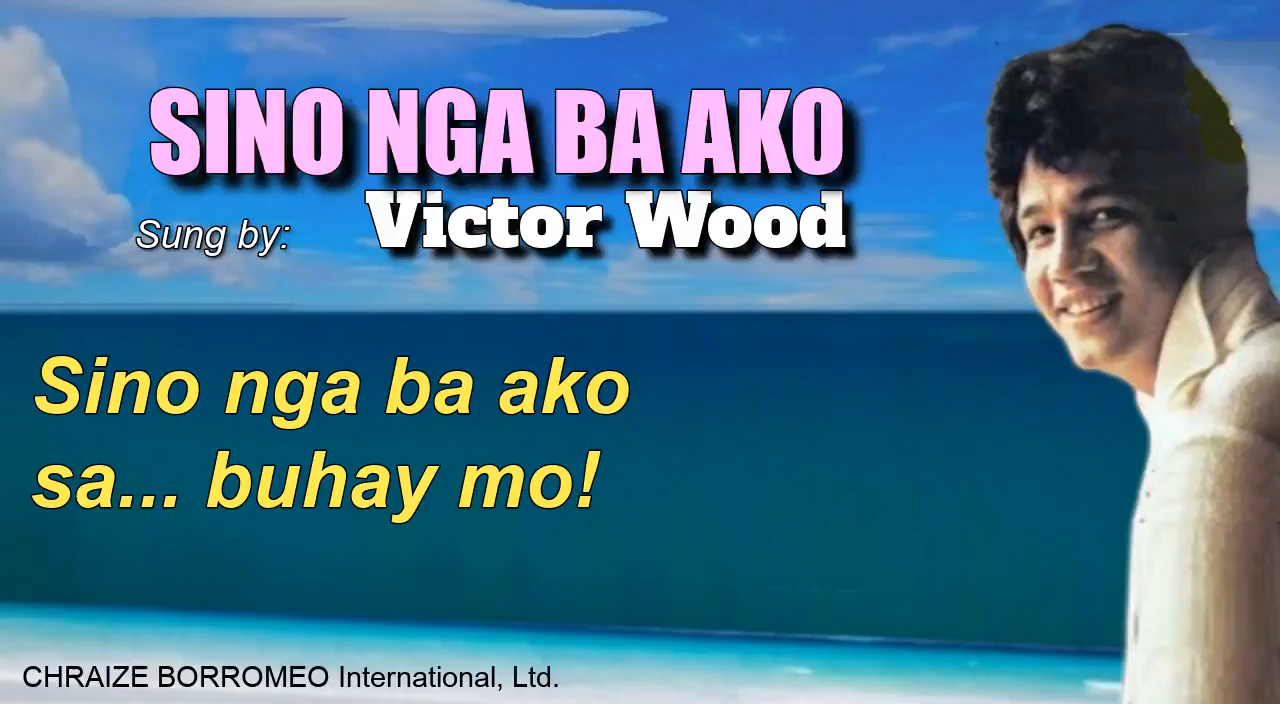 SINO NGA BA AKO
Sung by: Victor Wood
Sino nga ba ako
sa... buhay mo!
CHRAIZE BORROMEO International, Ltd.